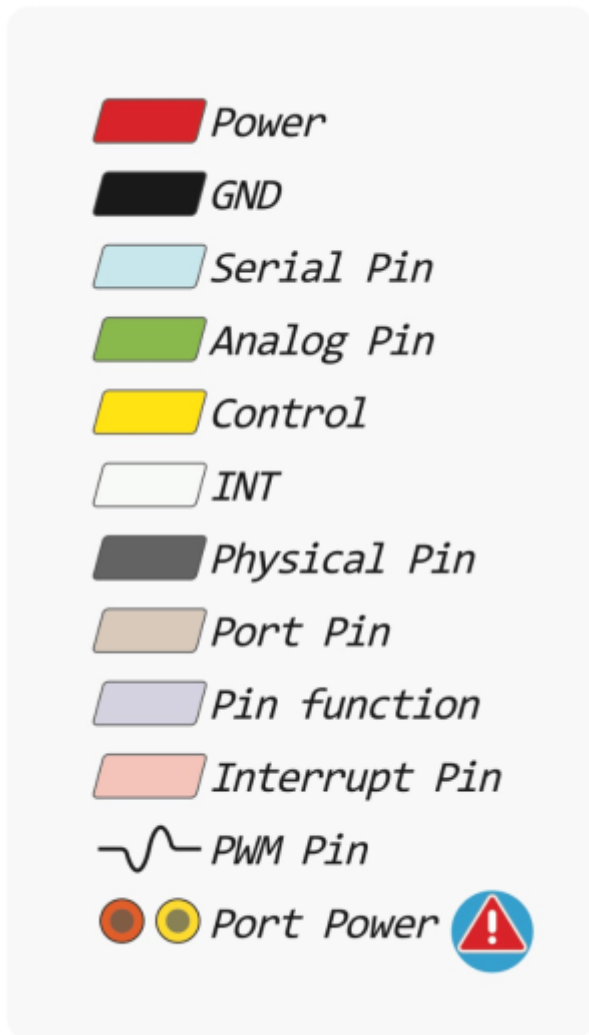 Power
GND
Serial Pin
Analog Pin
Control
INT
Physical Pin
Port Pin
Pin function
Interrupt Pin
PWM Pin
Port Power